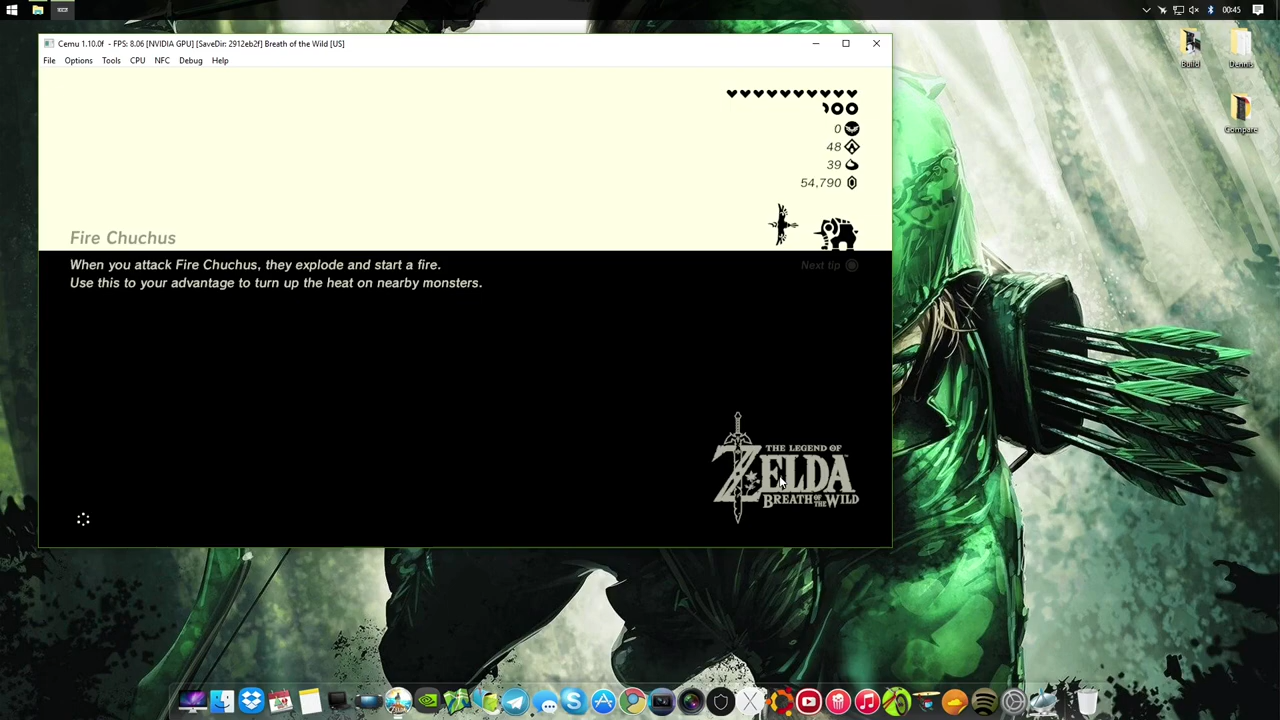 00:45
Cemu 1.10.0f - FPS: 8.06 [NVIDIA GPU] [SaveDir: 2912eb2f] Breath of the Wild [US]
File Options Tools CPU NFC Debug Help
Build
Dennis
Compare
100
0
48
39
54,790
Fire Chuchus
When you attack Fire Chuchus, they explode and start a fire.
Use this to your advantage to turn up the heat on nearby monsters.
Next tip
THE LEGEND OF
ZELDA
BREATH OF THE WILD